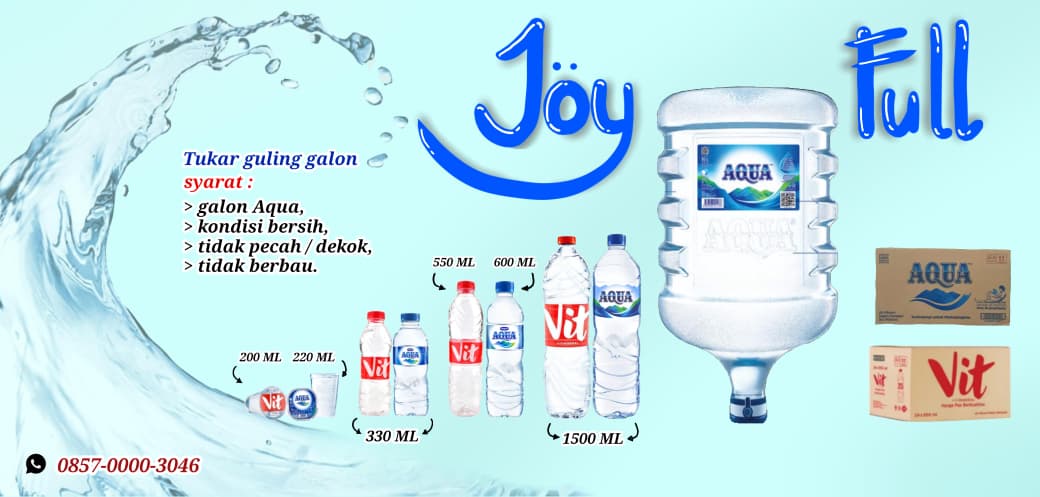 Jöy Full
Tukar guling galon
syarat :
> galon Aqua,
> kondisi bersih,
> tidak pecah / dekok,
> tidak berbau.
AQUA
AQUA
550 ML
600 ML
Vit
AQUA
Vit
AQUA
Vit
AQUA
200 ML
220 ML
Vit
AQUA
330 ML
1500 ML
AQUA
Vit
0857-0000-3046